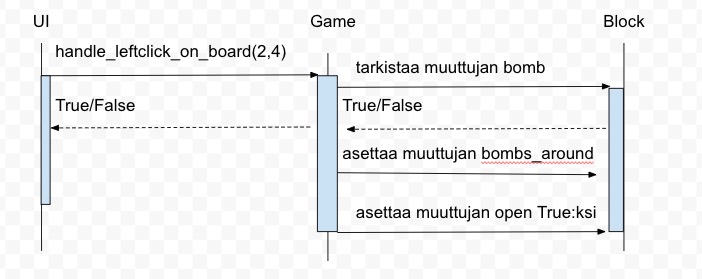 UI
Game
Block
handle_leftclick_on_board(2,4)
tarkistaa muuttujan bomb
True/False
True/False
asettaa muuttujan bombs_around
asettaa muuttujan open True:ksi